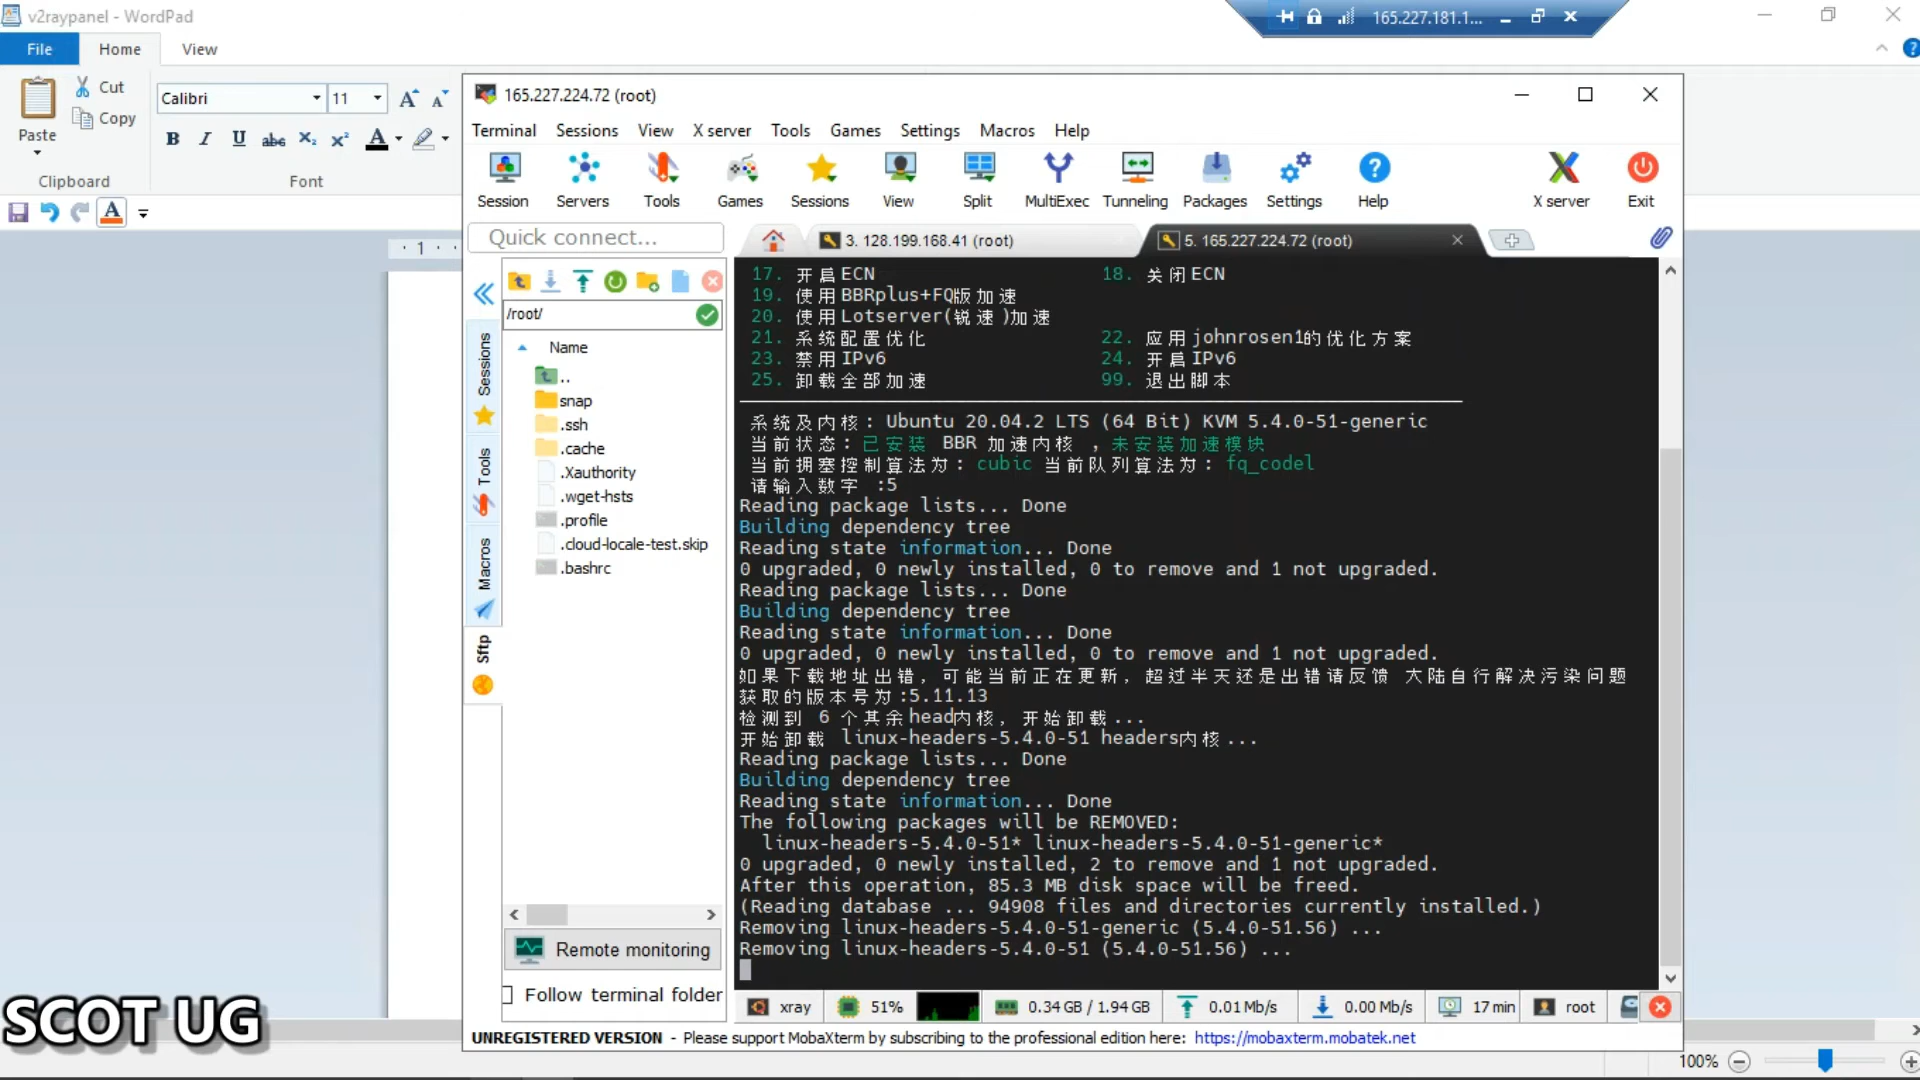 v2raypanel - WordPad
165.227.181.1...
File
Home
View
Cut
Copy
Paste
Calibri
11
Clipboard
Font
1
165.227.224.72 (root)
Terminal Sessions View X server Tools Games Settings Macros Help
Session Servers Tools Games Sessions View Split MultiExec Tunneling Packages Settings Help X server Exit
Quick connect...
3. 128.199.168.41 (root)
5. 165.227.224.72 (root)
/root/
Name
..
snap
.ssh
.cache
.Xauthority
.wget-hsts
.profile
.cloud-locale-test.skip
.bashrc
Sessions
Tools
Macros
Sftp
Remote monitoring
Follow terminal folder
17. 开启ECN 18. 关闭ECN
19. 使用BBRplus+FQ版加速
20. 使用Lotserver(锐速)加速
21. 系统配置优化 22. 应用johnrosen1的优化方案
23. 禁用IPv6 24. 开启IPv6
25. 卸载全部加速 99. 退出脚本
系统及内核: Ubuntu 20.04.2 LTS (64 Bit) KVM 5.4.0-51-generic
当前状态: 已安装 BBR 加速内核 , 未安装加速模块
当前拥塞控制算法为: cubic 当前队列算法为: fq_codel
请输入数字 :5
Reading package lists... Done
Building dependency tree
Reading state information... Done
0 upgraded, 0 newly installed, 0 to remove and 1 not upgraded.
Reading package lists... Done
Building dependency tree
Reading state information... Done
0 upgraded, 0 newly installed, 0 to remove and 1 not upgraded.
如果下载地址出错，可能当前正在更新，超过半天还是出错请反馈 大陆自行解决污染问题
获取的版本号为:5.11.13
检测到 6 个其余head内核，开始卸载...
开始卸载 linux-headers-5.4.0-51 headers内核...
Reading package lists... Done
Building dependency tree
Reading state information... Done
The following packages will be REMOVED:
linux-headers-5.4.0-51* linux-headers-5.4.0-51-generic*
0 upgraded, 0 newly installed, 2 to remove and 1 not upgraded.
After this operation, 85.3 MB disk space will be freed.
(Reading database ... 94908 files and directories currently installed.)
Removing linux-headers-5.4.0-51-generic (5.4.0-51.56) ...
Removing linux-headers-5.4.0-51 (5.4.0-51.56) ...
xray 51% 0.34 GB / 1.94 GB 0.01 Mb/s 0.00 Mb/s 17 min root
UNREGISTERED VERSION - Please support MobaXterm by subscribing to the professional edition here: https://mobaxterm.mobatek.net
SCOT UG
100%